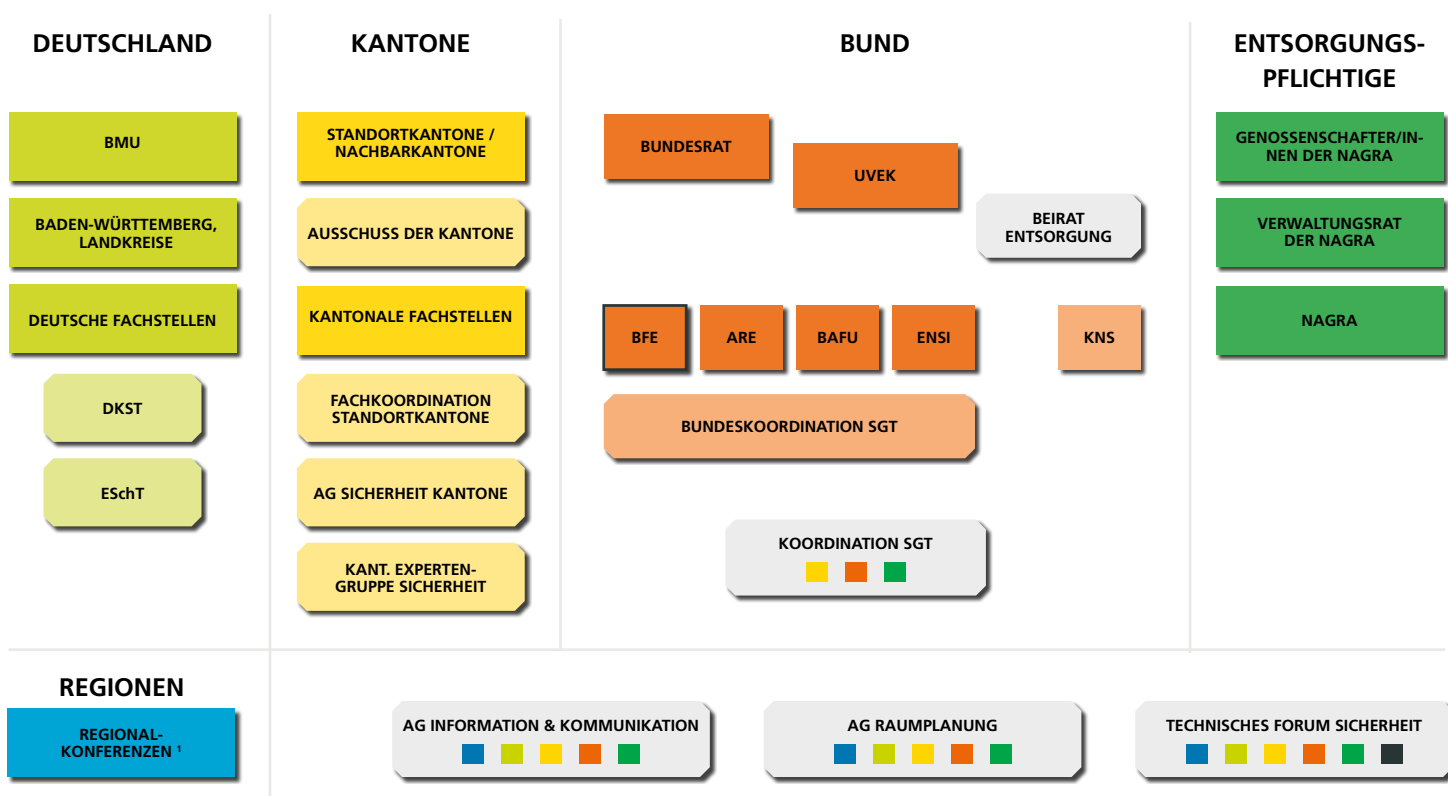 DEUTSCHLAND
BMU
BADEN-WÜRTTEMBERG,
LANDKREISE
DEUTSCHE FACHSTELLEN
DKST
ESchT
KANTONE
STANDORTKANTONE /
NACHBARKANTONE
AUSSCHUSS DER KANTONE
KANTONALE FACHSTELLEN
FACHKOORDINATION
STANDORTKANTONE
AG SICHERHEIT KANTONE
KANT. EXPERTEN-
GRUPPE SICHERHEIT
BUND
BUNDESRAT
UVEK
BEIRAT
ENTSORGUNG
BFE
ARE
BAFU
ENSI
KNS
BUNDESKOORDINATION SGT
KOORDINATION SGT
ENTSORGUNGS-
PFLICHTIGE
GENOSSENSCHAFTER/IN-
NEN DER NAGRA
VERWALTUNGSRAT
DER NAGRA
NAGRA
REGIONEN
REGIONAL-
KONFERENZEN ¹
AG INFORMATION & KOMMUNIKATION
AG RAUMPLANUNG
TECHNISCHES FORUM SICHERHEIT